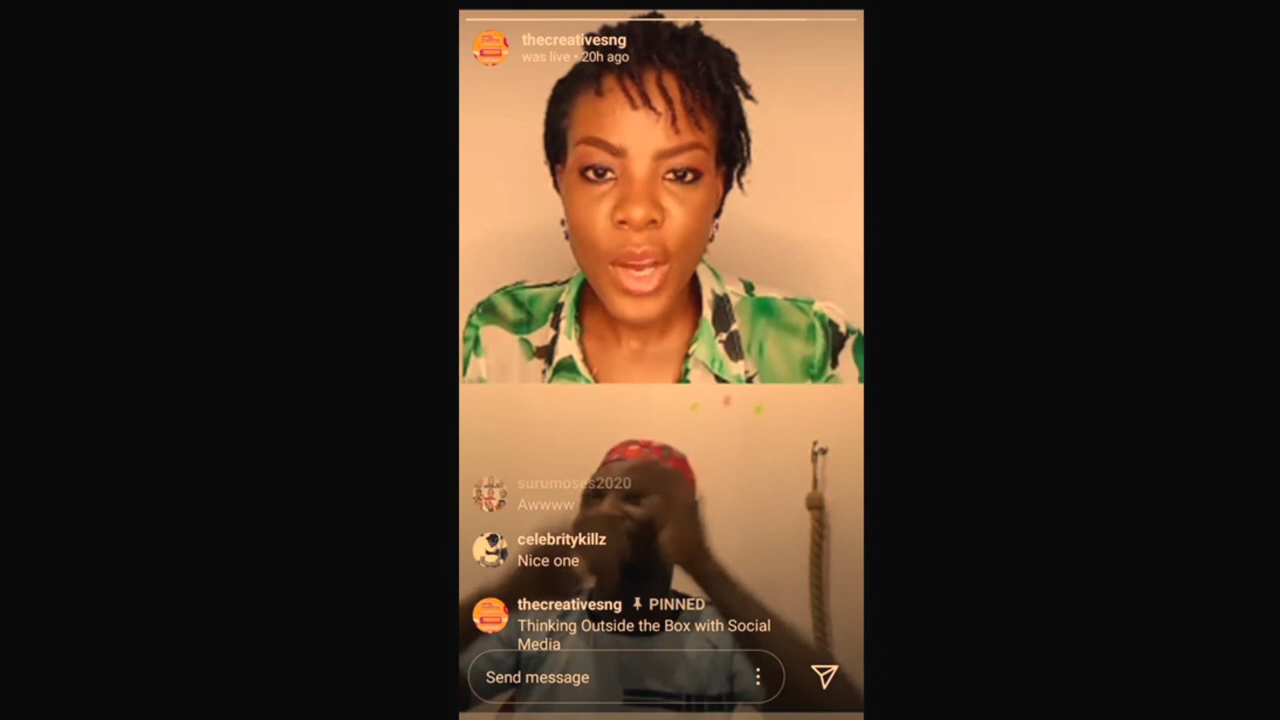 thecreativesng
was live • 20h ago
surumoses2020
Awwww
celebritykillz
Nice one
thecreativesng PINNED
Thinking Outside the Box with Social
Media
Send message